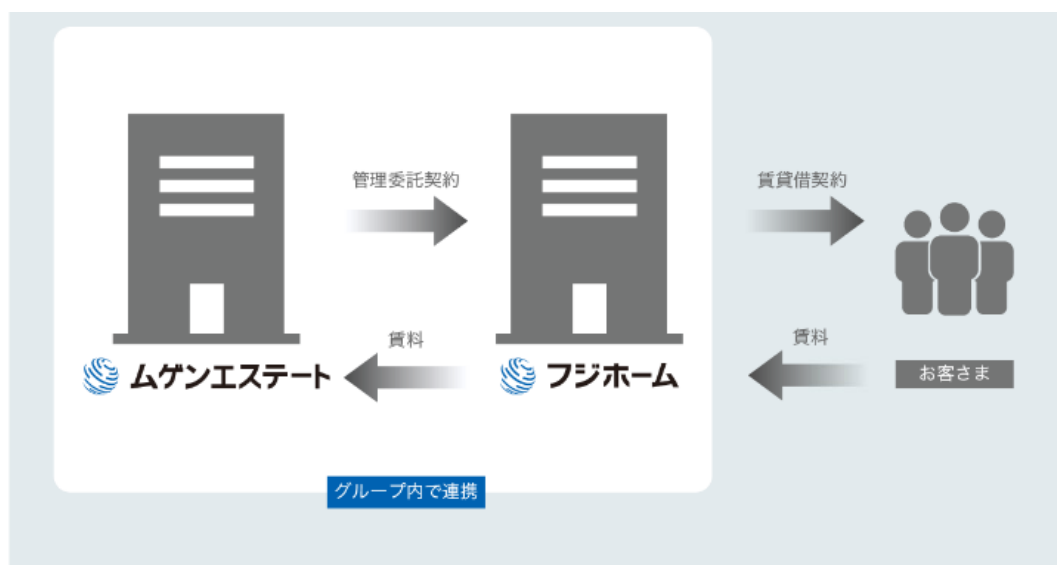 管理委託契約
賃貸借契約
賃料
賃料
ムゲンエステート
フジホーム
お客さま
グループ内で連携